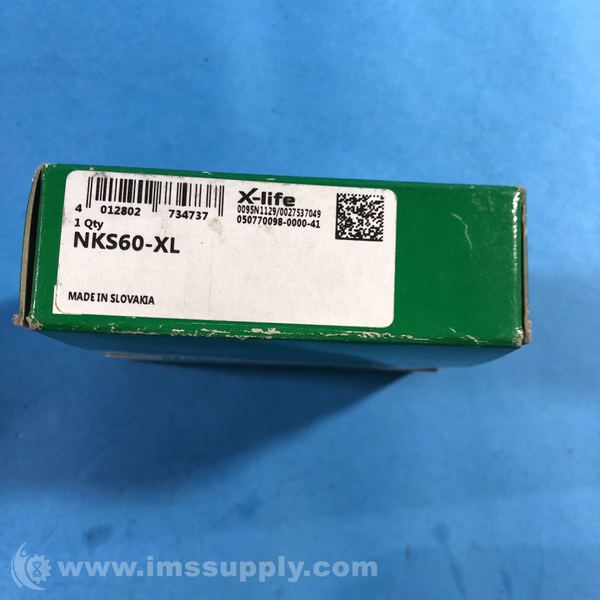 4 012802 734737
1 Qty
NKS60-XL
MADE IN SLOVAKIA
X-life
0095N1129/0027537049
050770098-0000-41
www.imssupply.com